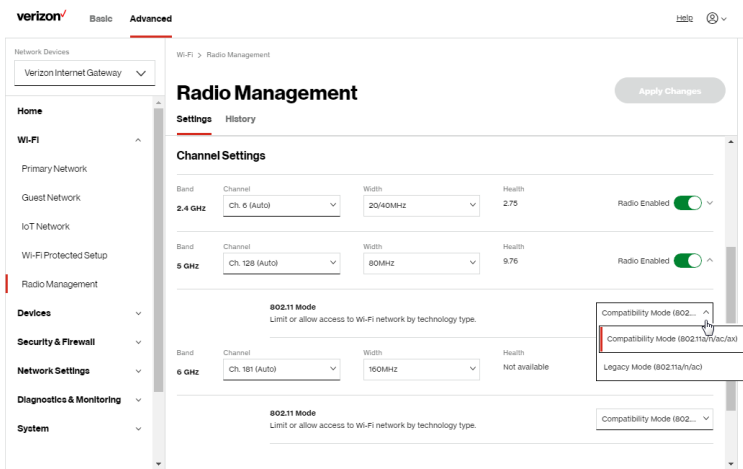 verizon✓ Basic Advanced Help
Network Devices
Verizon Internet Gateway
Home
Wi-Fi
Primary Network
Guest Network
IoT Network
Wi-Fi Protected Setup
Radio Management
Devices
Security & Firewall
Network Settings
Diagnostics & Monitoring
System
Wi-Fi > Radio Management
Radio Management
Apply Changes
Settings History
Channel Settings
Band Channel Width Health
2.4 GHz Ch. 6 (Auto) 20/40MHz 2.75 Radio Enabled
Band Channel Width Health
5 GHz Ch. 128 (Auto) 80MHz 9.76 Radio Enabled
802.11 Mode
Limit or allow access to Wi-Fi network by technology type.
Compatibility Mode (802...
Compatibility Mode (802.11a/n/ac/ax)
Legacy Mode (802.11a/n/ac)
Band Channel Width Health
6 GHz Ch. 181 (Auto) 160MHz Not available
802.11 Mode
Limit or allow access to Wi-Fi network by technology type.
Compatibility Mode (802...